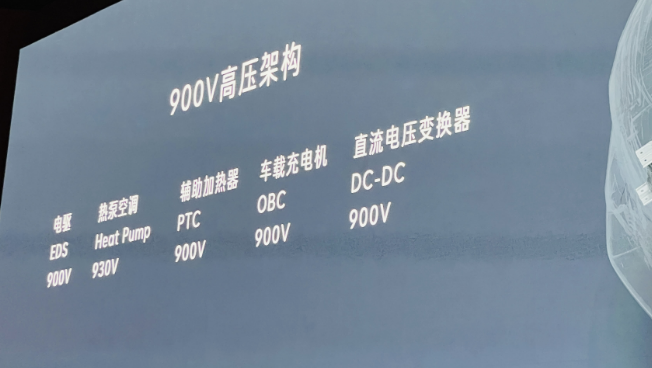 900V高压架构
电驱
EDS
900V
热泵空调
Heat Pump
930V
辅助加热器
PTC
900V
车载充电机
OBC
900V
直流电压变换器
DC-DC
900V